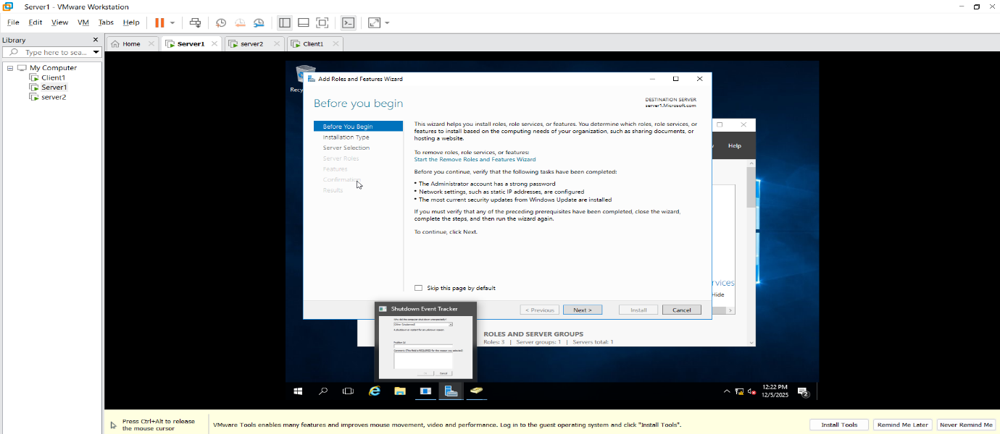 Server1 - VMware Workstation
File Edit View VM Tabs Help
Library
Type here to sea...
My Computer
Client1
Server1
server2
Home
Server1
server2
Client1
Add Roles and Features Wizard
Before you begin
DESTINATION SERVER
server1.Microsoft.com
Before You Begin
Installation Type
Server Selection
Server Roles
Features
Confirmation
Results
This wizard helps you install roles, role services, or features. You determine which roles, role services, or
features to install based on the computing needs of your organization, such as sharing documents, or
hosting a website.
To remove roles, role services, or features:
Start the Remove Roles and Features Wizard
Before you continue, verify that the following tasks have been completed:
• The Administrator account has a strong password
• Network settings, such as static IP addresses, are configured
• The most current security updates from Windows Update are installed
If you must verify that any of the preceding prerequisites have been completed, close the wizard,
complete the steps, and then run the wizard again.
To continue, click Next.
Skip this page by default
< Previous
Next >
Install
Cancel
Recy
Help
rvices
Hide
Shutdown Event Tracker
Why did the computer shut down unexpectedly?
Problem ID:
Cancel
ROLES AND SERVER GROUPS
Roles: 3 | Server groups: 1 | Servers total: 1
12:22 PM
12/5/2025
2
Press Ctrl+Alt to release
the mouse cursor
VMware Tools enables many features and improves mouse movement, video and performance. Log in to the guest operating system and click "Install Tools".
Install Tools
Remind Me Later
Never Remind Me